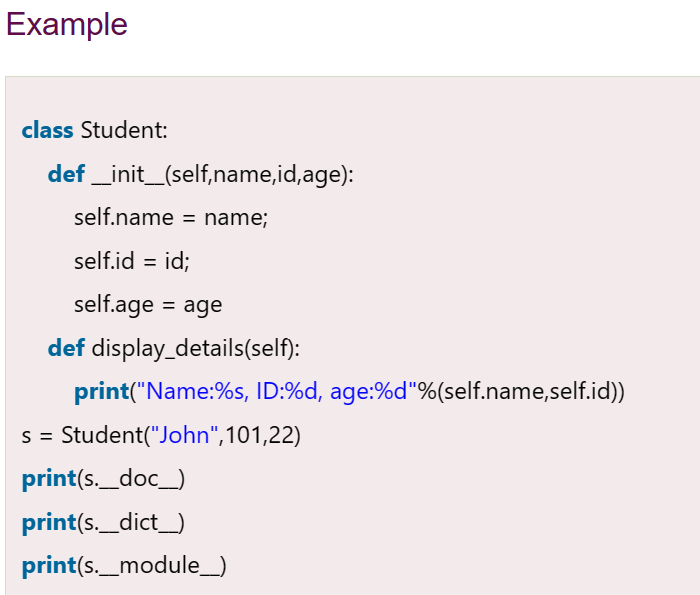 Example
class Student:
def __init__(self,name,id,age):
self.name = name;
self.id = id;
self.age = age
def display_details(self):
print("Name:%s, ID:%d, age:%d"%(self.name,self.id))
s = Student("John",101,22)
print(s.__doc__)
print(s.__dict__)
print(s.__module__)